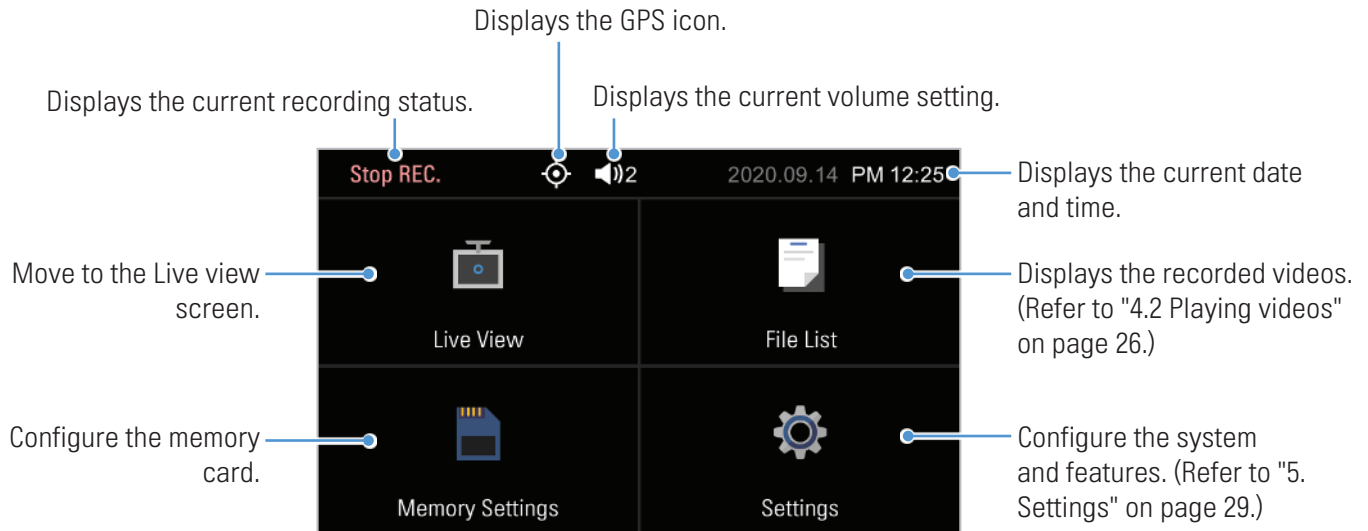 Displays the GPS icon.
Displays the current recording status.
Displays the current volume setting.
Stop REC.
2
2020.09.14 PM 12:25
Displays the current date
and time.
Move to the Live view
screen.
Live View
File List
Displays the recorded videos.
(Refer to "4.2 Playing videos"
on page 26.)
Configure the memory
card.
Memory Settings
Settings
Configure the system
and features. (Refer to "5.
Settings" on page 29.)